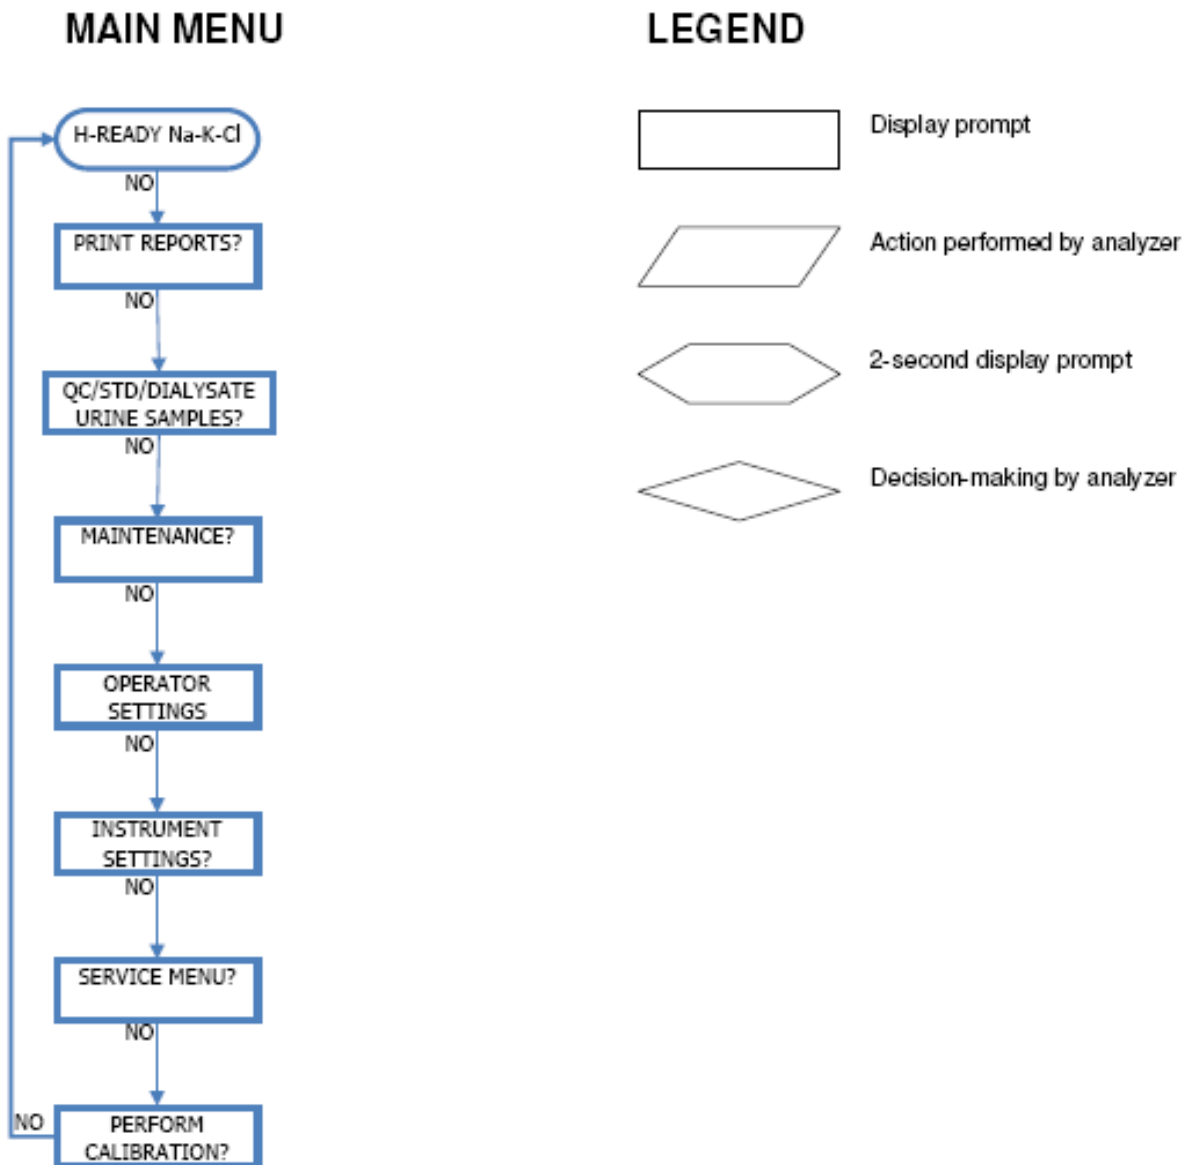 MAIN MENU
LEGEND
H-READY Na-K-Cl
NO
PRINT REPORTS?
NO
QC/STD/DIALYSATE
URINE SAMPLES?
NO
MAINTENANCE?
NO
OPERATOR
SETTINGS
NO
INSTRUMENT
SETTINGS?
NO
SERVICE MENU?
NO
PERFORM
CALIBRATION?
NO
Display prompt
Action performed by analyzer
2-second display prompt
Decision-making by analyzer